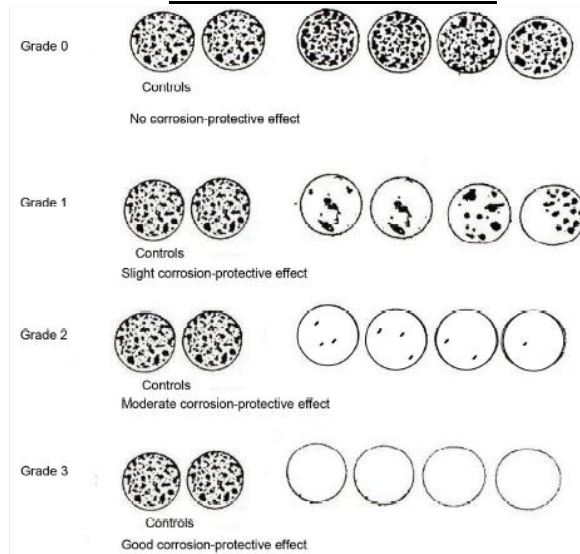 Grade 0
Controls
No corrosion-protective effect
Grade 1
Controls
Slight corrosion-protective effect
Grade 2
Controls
Moderate corrosion-protective effect
Grade 3
Controls
Good corrosion-protective effect